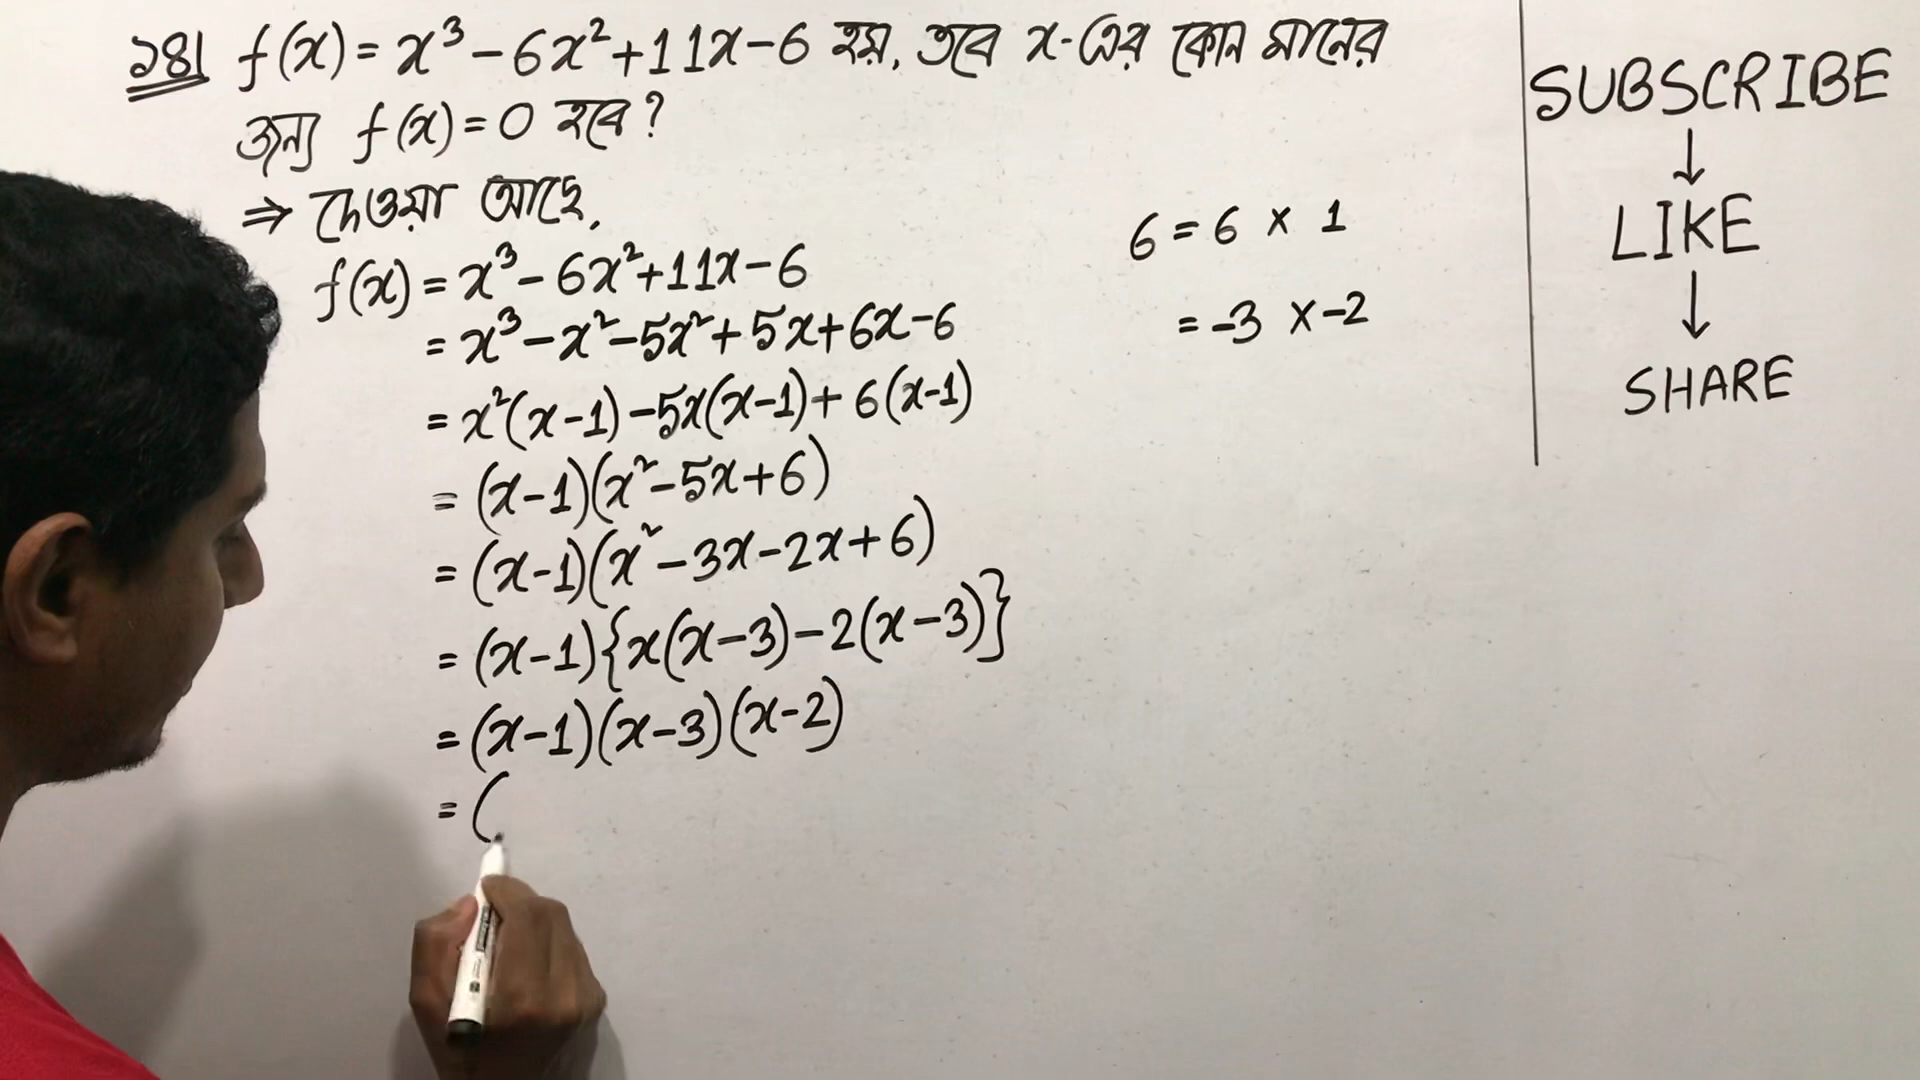 ১৪। f(x) = x³ - 6x² + 11x - 6 হয়, তবে x-এর কোন মানের
জন্য f(x) = 0 হবে?
⇒ দেওয়া আছে,
f(x) = x³ - 6x² + 11x - 6
= x³ - x² - 5x² + 5x + 6x - 6
= x²(x-1) - 5x(x-1) + 6(x-1)
= (x-1)(x² - 5x + 6)
= (x-1)(x² - 3x - 2x + 6)
= (x-1){x(x-3) - 2(x-3)}
= (x-1)(x-3)(x-2)
= (
6 = 6 × 1
= -3 × -2
SUBSCRIBE
↓
LIKE
↓
SHARE